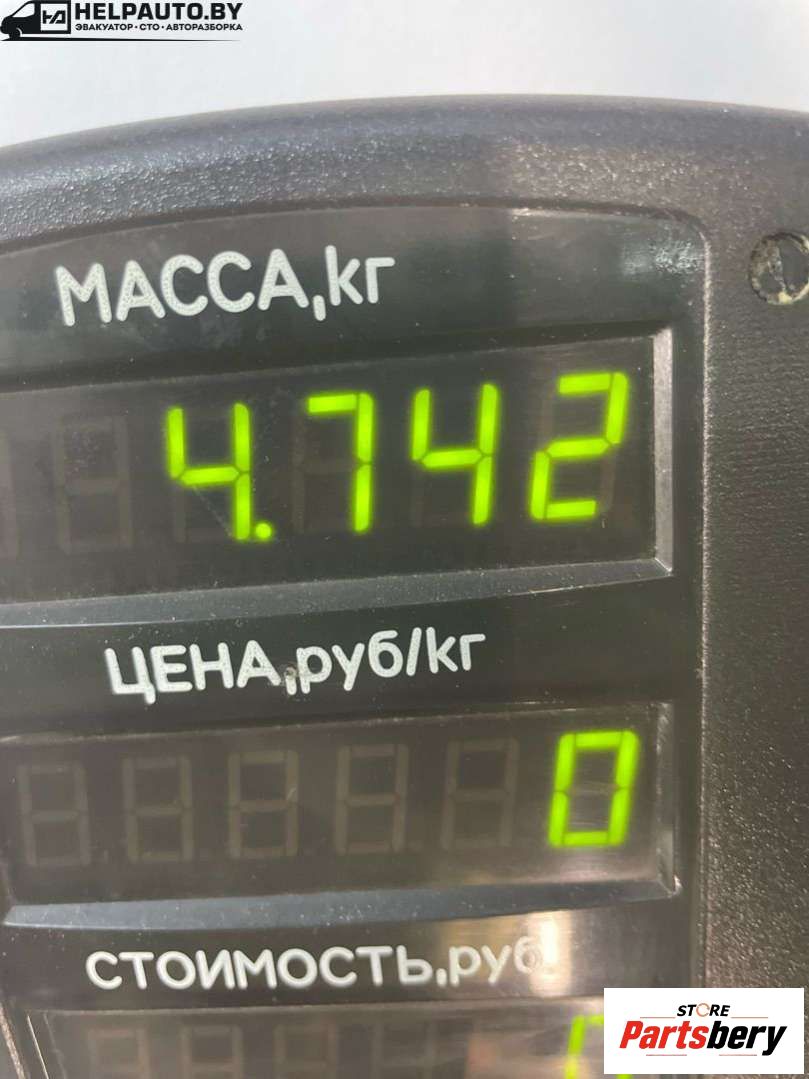 HELPAUTO.BY
ЭВАКУАТОР • СТО • АВТОРАЗБОРКА
МАССА,кг
4.742
ЦЕНА,руб/кг
0
СТОИМОСТЬ,руб
STORE
Partsbery